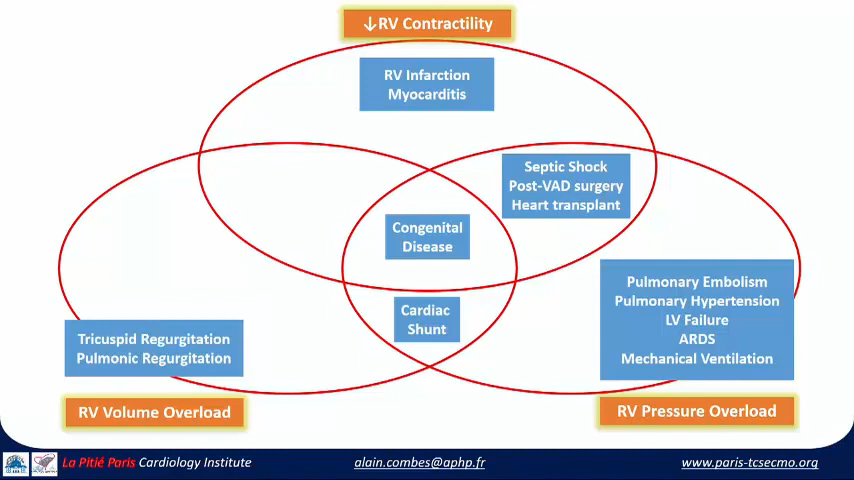 ↓RV Contractility
RV Infarction
Myocarditis
Septic Shock
Post-VAD surgery
Heart transplant
Congenital
Disease
Pulmonary Embolism
Pulmonary Hypertension
LV Failure
ARDS
Mechanical Ventilation
Cardiac
Shunt
Tricuspid Regurgitation
Pulmonic Regurgitation
RV Volume Overload
RV Pressure Overload
La Pitié Paris Cardiology Institute
alain.combes@aphp.fr
www.paris-tcsecmo.org